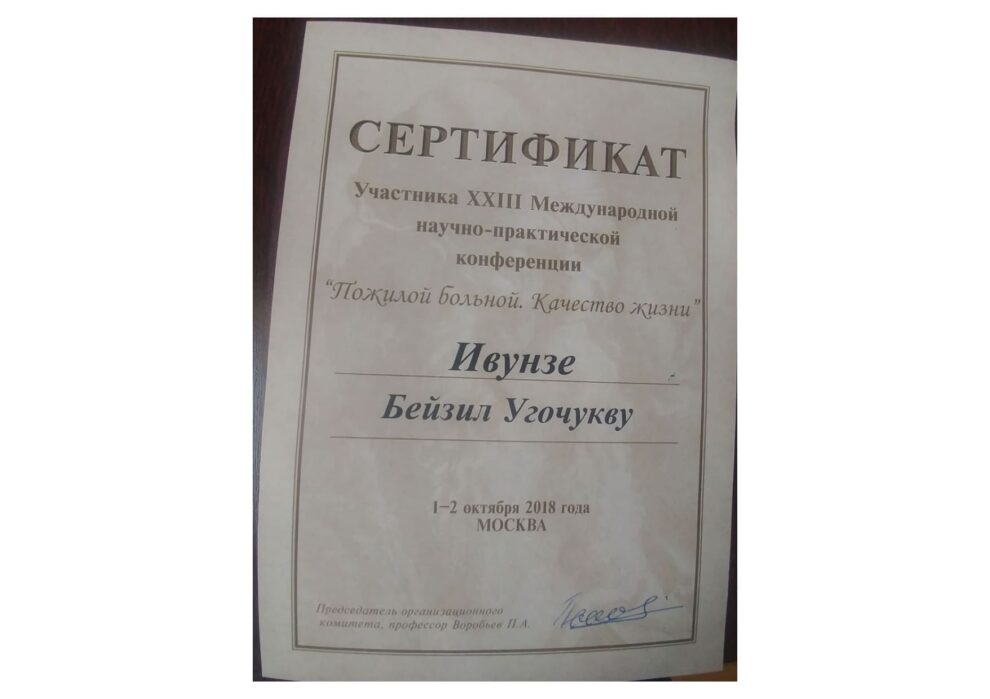 СЕРТИФИКАТ
Участника XXIII Международной
научно-практической
конференции
“Пожилой больной. Качество жизни”
Ивунзе
Бейзил Угочукву
1–2 октября 2018 года
МОСКВА
Председатель организационного
комитета, профессор Воробьев П.А.